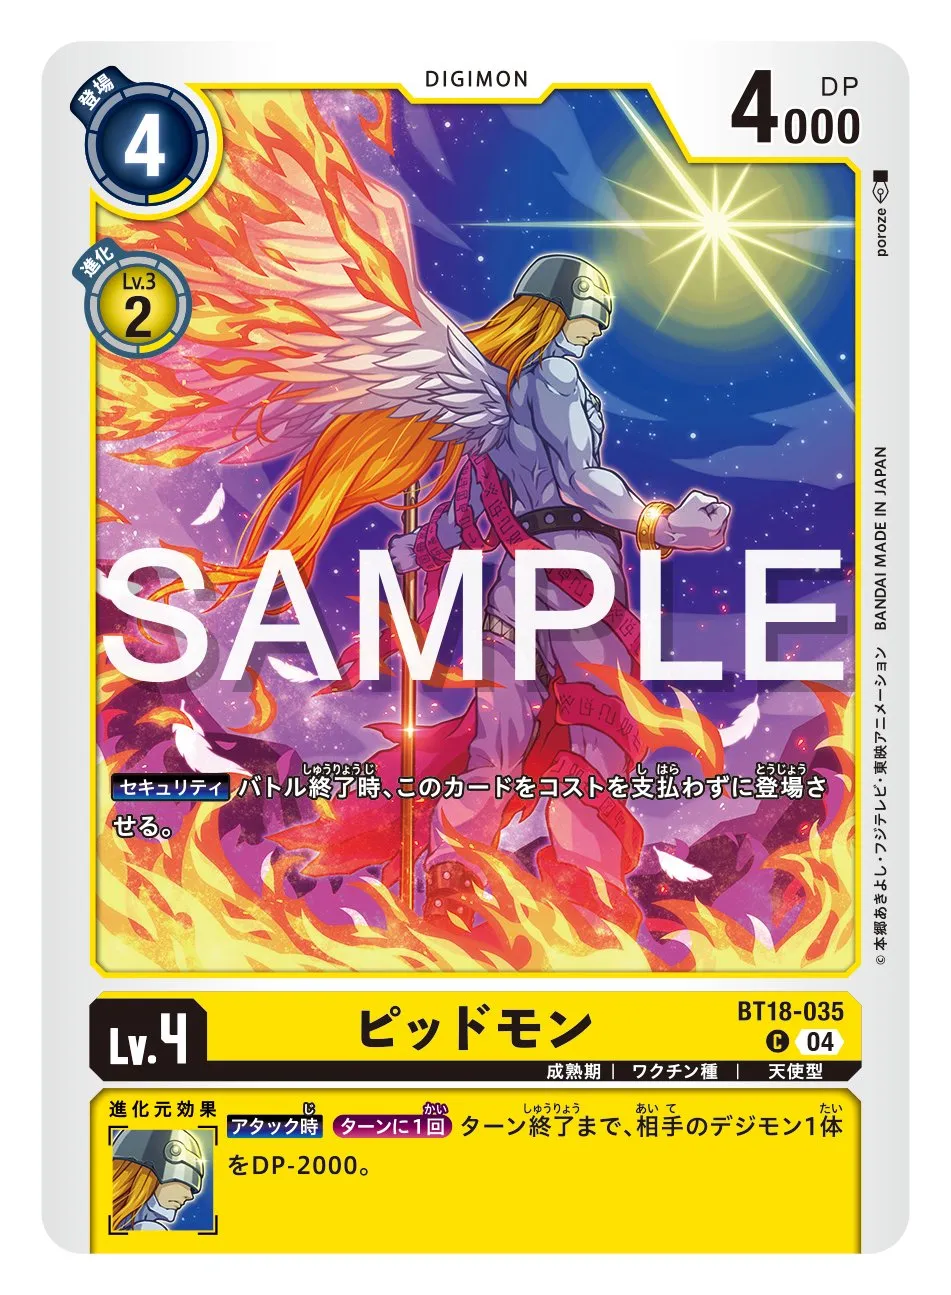 DIGIMON
登場
4
DP
4000
進化
Lv.3
2
poroze
SAMPLE
セキュリティ バトル終了時、このカードをコストを支払わずに登場さ
せる。
©本郷あきよし・フジテレビ・東映アニメーション BANDAI MADE IN JAPAN
Lv.4
ピッドモン
BT18-035
C 04
成熟期 | ワクチン種 | 天使型
進化元効果
アタック時 ターンに1回 ターン終了まで、相手のデジモン1体
をDP-2000。